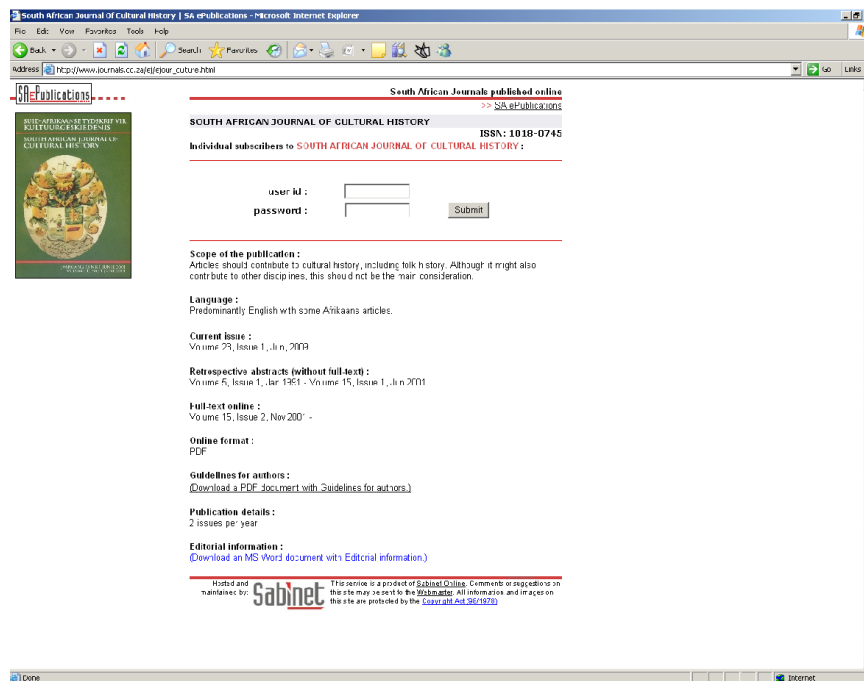 South African Journal Of Cultural History | SA ePublications - Microsoft Internet Explorer
File Edit View Favorites Tools Help
Back Search Favorites
Address http://www.journals.co.za/ej/ejour_culture.html Go Links
SA ePublications
South African Journals published online
>> SA ePublications
SUID-AFRIKAANSE TYDSKRIF VIR
KULTUURGESKIEDENIS
SOUTH AFRICAN JOURNAL OF
CULTURAL HISTORY
SOUTH AFRICAN JOURNAL OF CULTURAL HISTORY
ISSN: 1018-0745
Individual subscribers to SOUTH AFRICAN JOURNAL OF CULTURAL HISTORY :
user id :
password :
Submit
Scope of the publication :
Articles should contribute to cultural history, including folk history. Although it might also
contribute to other disciplines, this should not be the main consideration.
Language :
Predominantly English with some Afrikaans articles.
Current issue :
Volume 23, Issue 1, Jun, 2009
Retrospective abstracts (without full-text) :
Volume 5, Issue 1, Jan 1991 - Volume 15, Issue 1, Jun 2001
Full-text online :
Volume 15, Issue 2, Nov 2001 -
Online format :
PDF
Guidelines for authors :
(Download a PDF document with Guidelines for authors.)
Publication details :
2 issues per year
Editorial information :
(Download an MS Word document with Editorial information.)
Hosted and
maintained by:
Sabinet
This service is a product of Sabinet Online. Comments or suggestions on
this site may be sent to the Webmaster. All information and images on
this site are protected by the Copyright Act (98/1978)
Done Internet